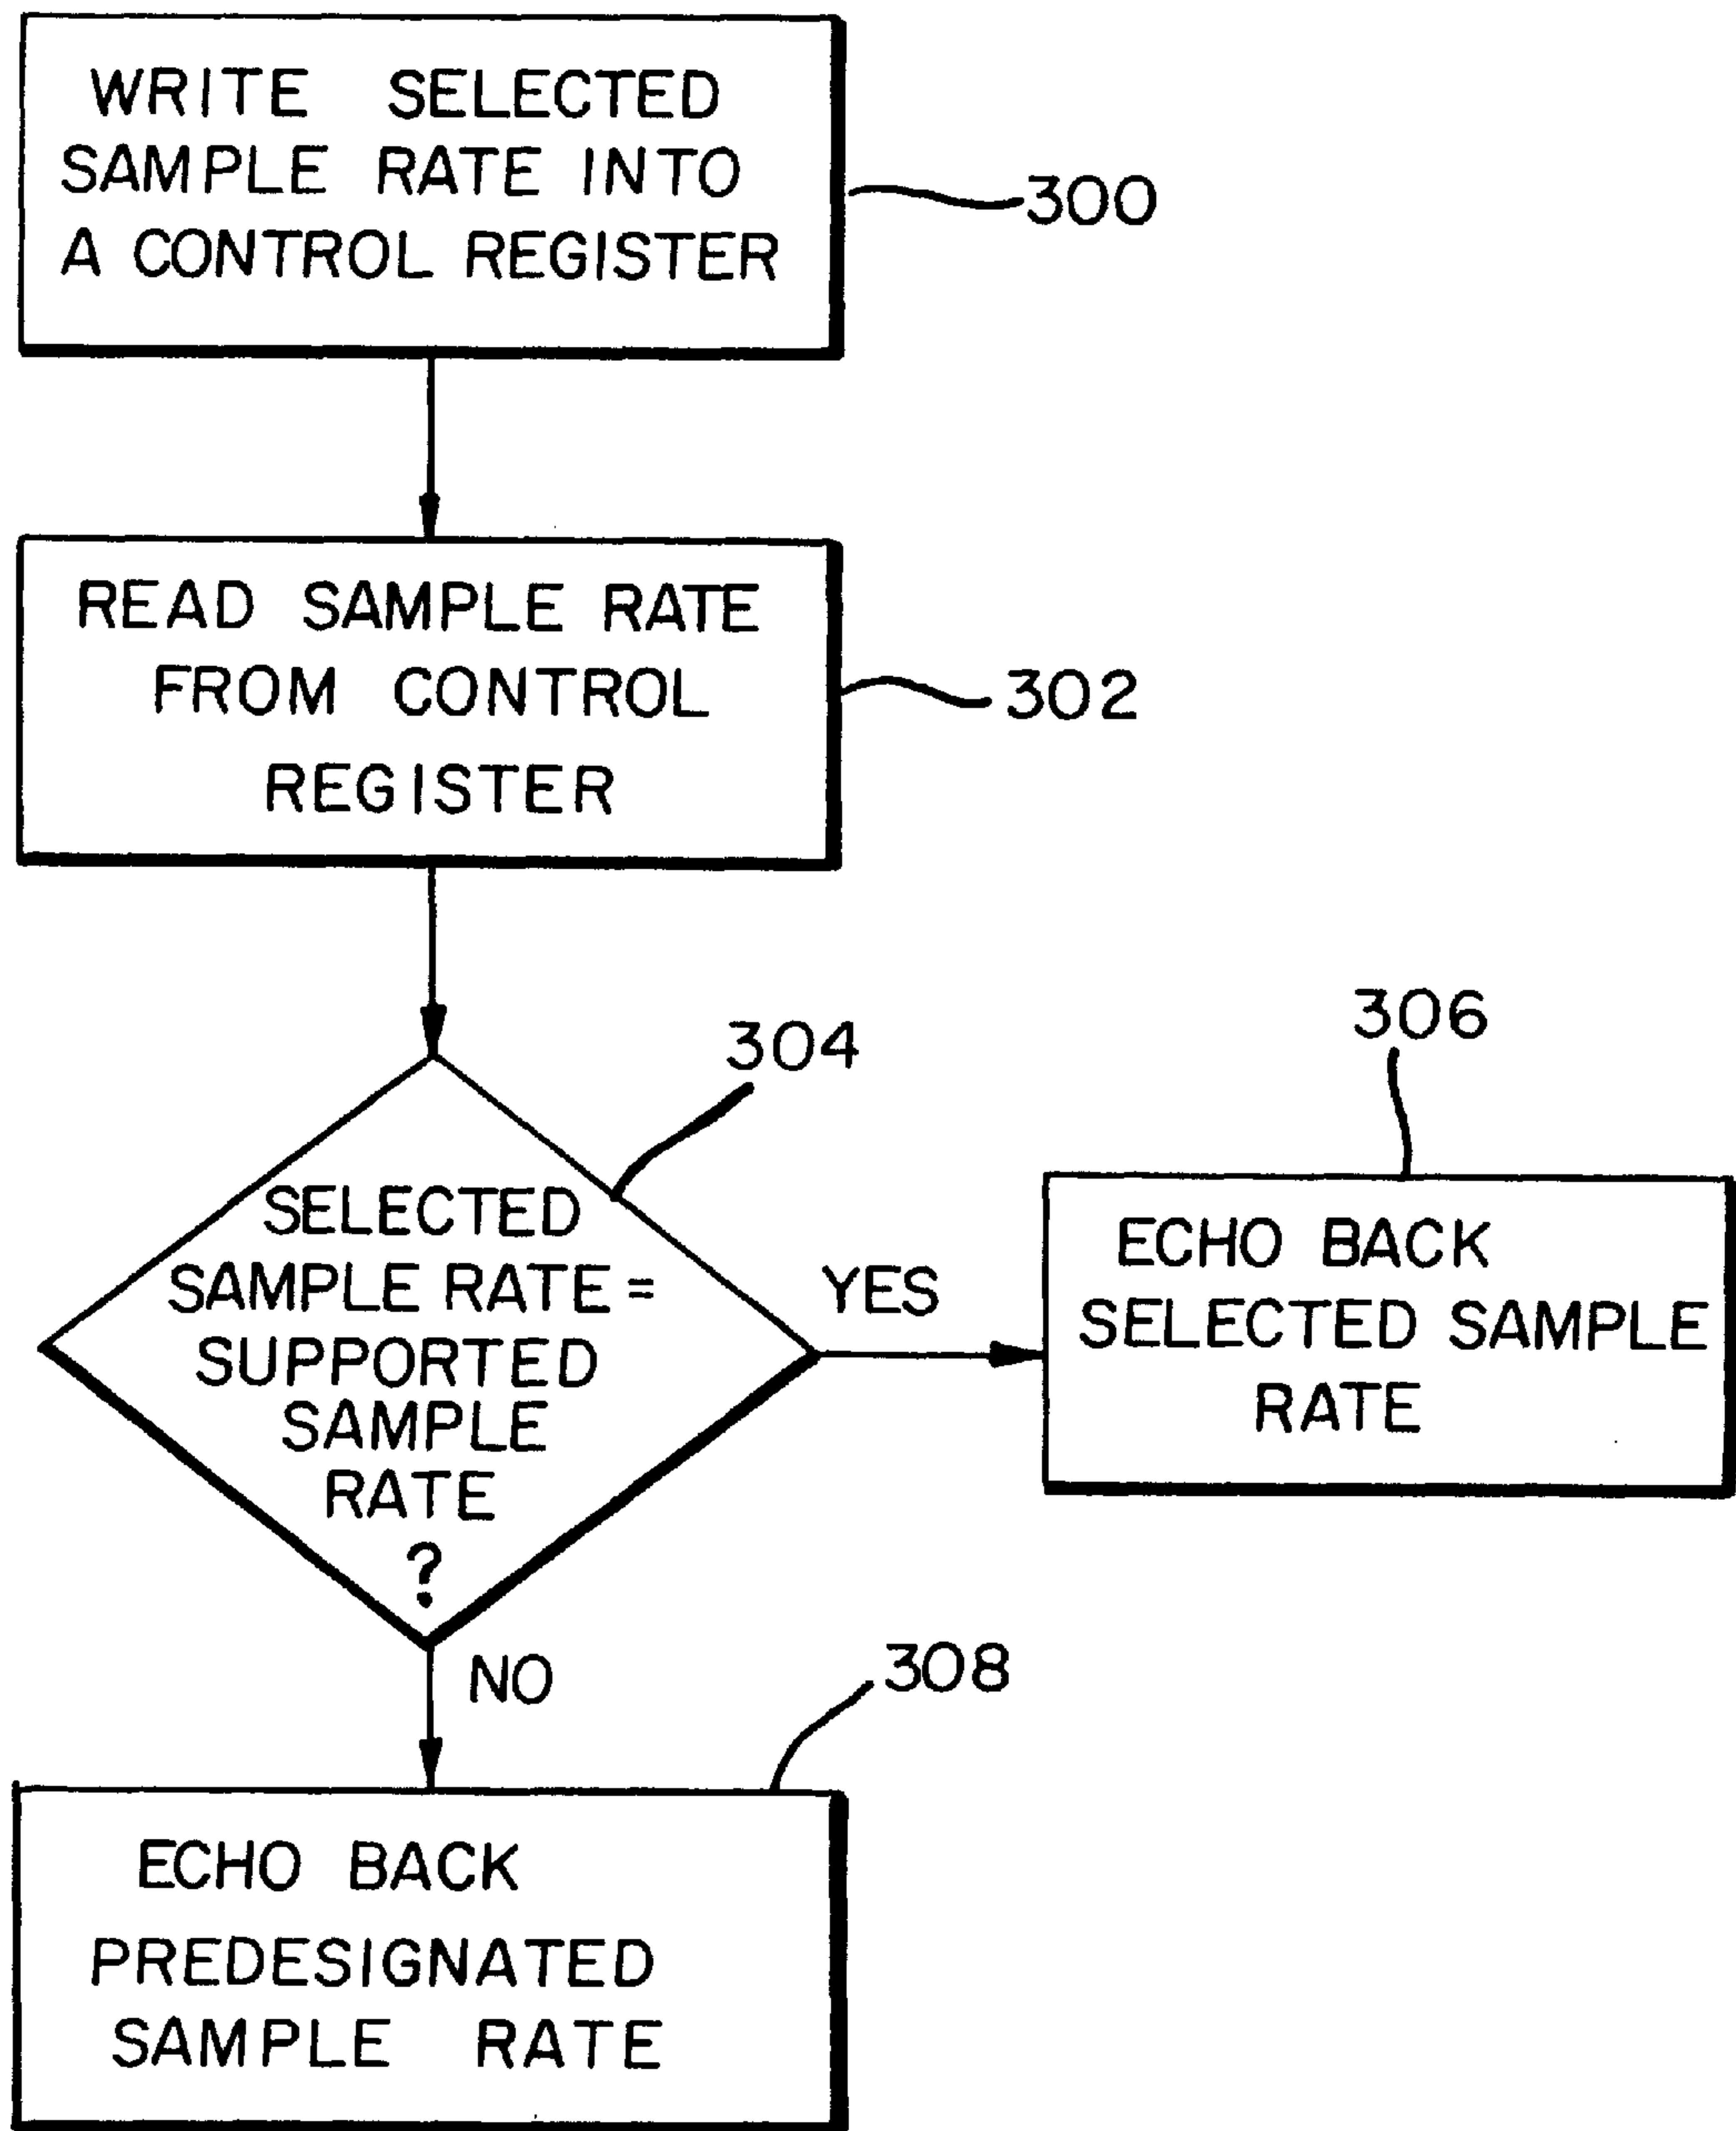 WRITE SELECTED
SAMPLE RATE INTO
A CONTROL REGISTER
300
READ SAMPLE RATE
FROM CONTROL
REGISTER
302
304
SELECTED
SAMPLE RATE =
SUPPORTED
SAMPLE
RATE
?
YES
306
ECHO BACK
SELECTED SAMPLE
RATE
NO
308
ECHO BACK
PREDESIGNATED
SAMPLE RATE